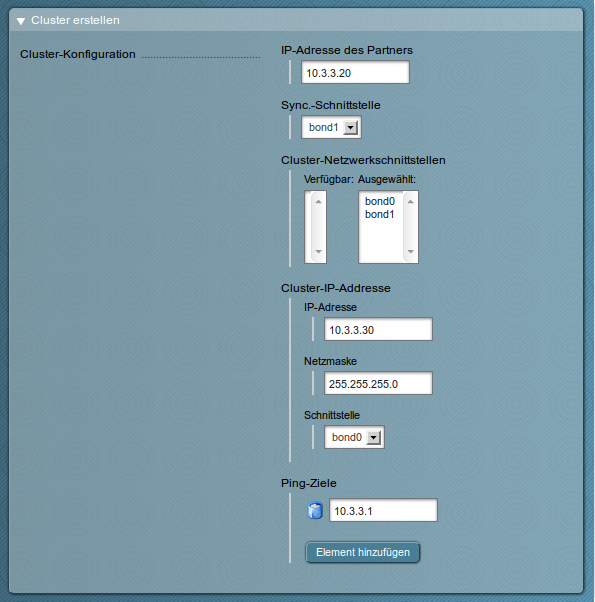 Cluster erstellen
Cluster-Konfiguration
IP-Adresse des Partners
10.3.3.20
Sync.-Schnittstelle
bond1
Cluster-Netzwerkschnittstellen
Verfügbar: Ausgewählt:
bond0
bond1
Cluster-IP-Addresse
IP-Adresse
10.3.3.30
Netzmaske
255.255.255.0
Schnittstelle
bond0
Ping-Ziele
10.3.3.1
Element hinzufügen